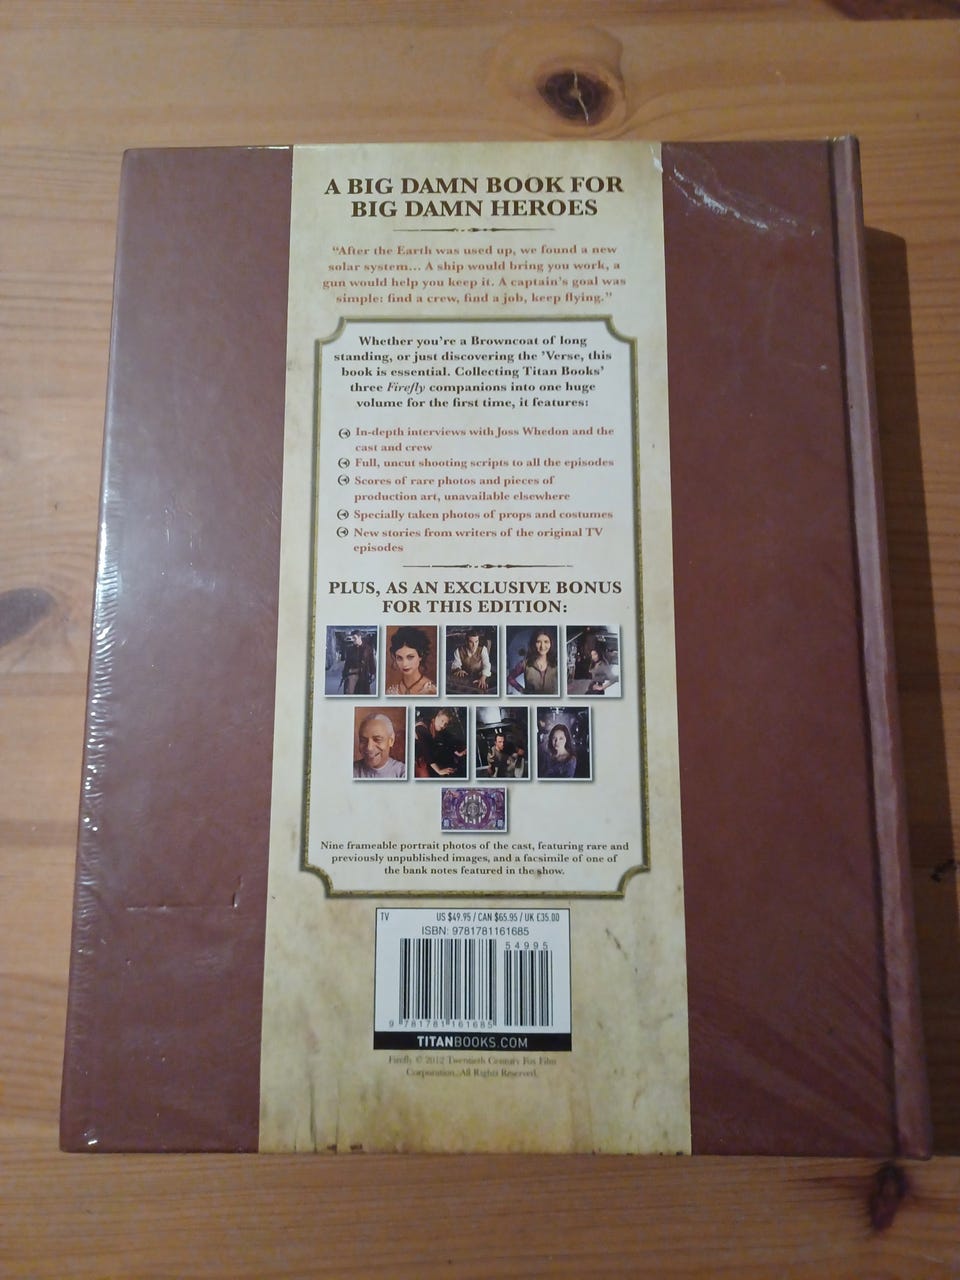 A BIG DAMN BOOK FOR
BIG DAMN HEROES
“After the Earth was used up, we found a new
solar system... A ship would bring you work, a
gun would help you keep it. A captain’s goal was
simple: find a crew, find a job, keep flying.”
Whether you’re a Browncoat of long
standing, or just discovering the ’Verse, this
book is essential. Collecting Titan Books’
three Firefly companions into one huge
volume for the first time, it features:
In-depth interviews with Joss Whedon and the
cast and crew
Full, uncut shooting scripts to all the episodes
Scores of rare photos and pieces of
production art, unavailable elsewhere
Specially taken photos of props and costumes
New stories from writers of the original TV
episodes
PLUS, AS AN EXCLUSIVE BONUS
FOR THIS EDITION:
Nine frameable portrait photos of the cast, featuring rare and
previously unpublished images, and a facsimile of one of
the bank notes featured in the show.
TV US $49.95 / CAN $65.95 / UK £35.00
ISBN: 9781781161685
54995
9 781781 161685
TITANBOOKS.COM
Firefly © 2012 Twentieth Century Fox Film
Corporation. All Rights Reserved.